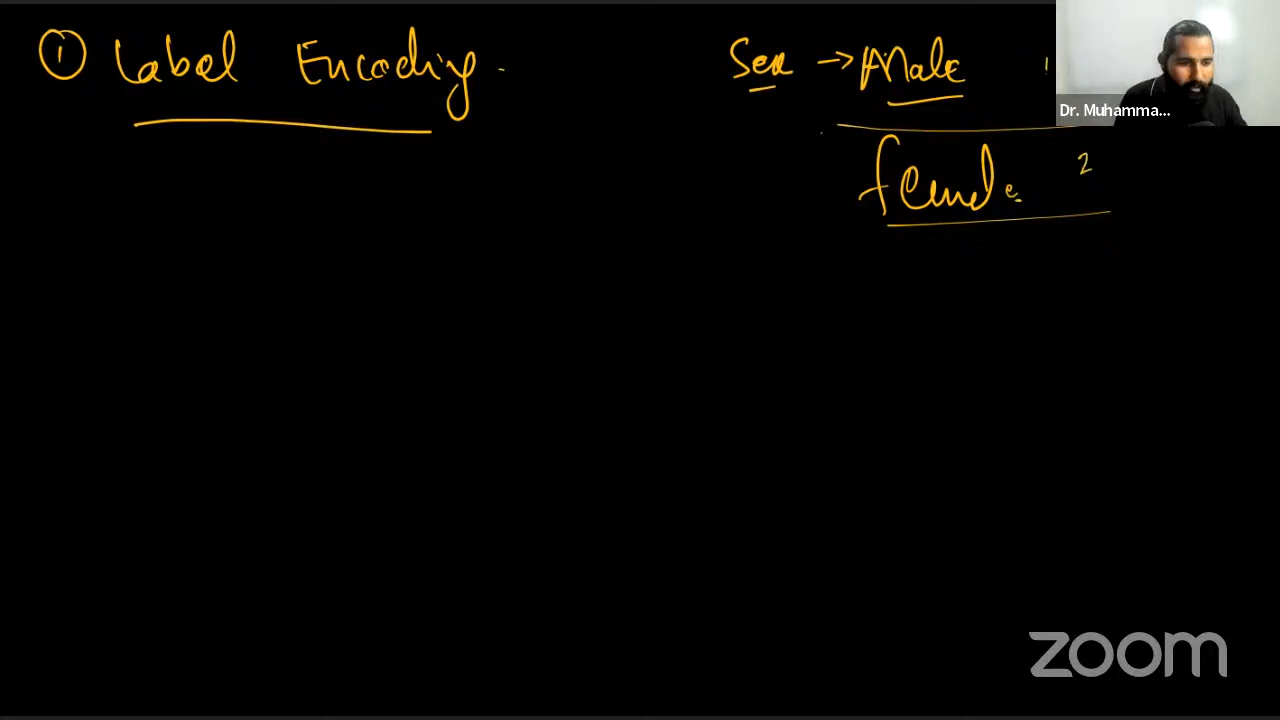 ① Label Encoding
Sex → Male 1
Dr. Muhamma...
female 2
zoom